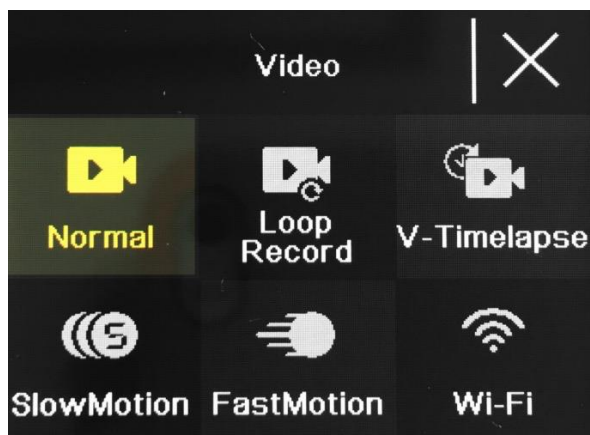 Video
Normal
Loop
Record
V-Timelapse
SlowMotion
FastMotion
Wi-Fi